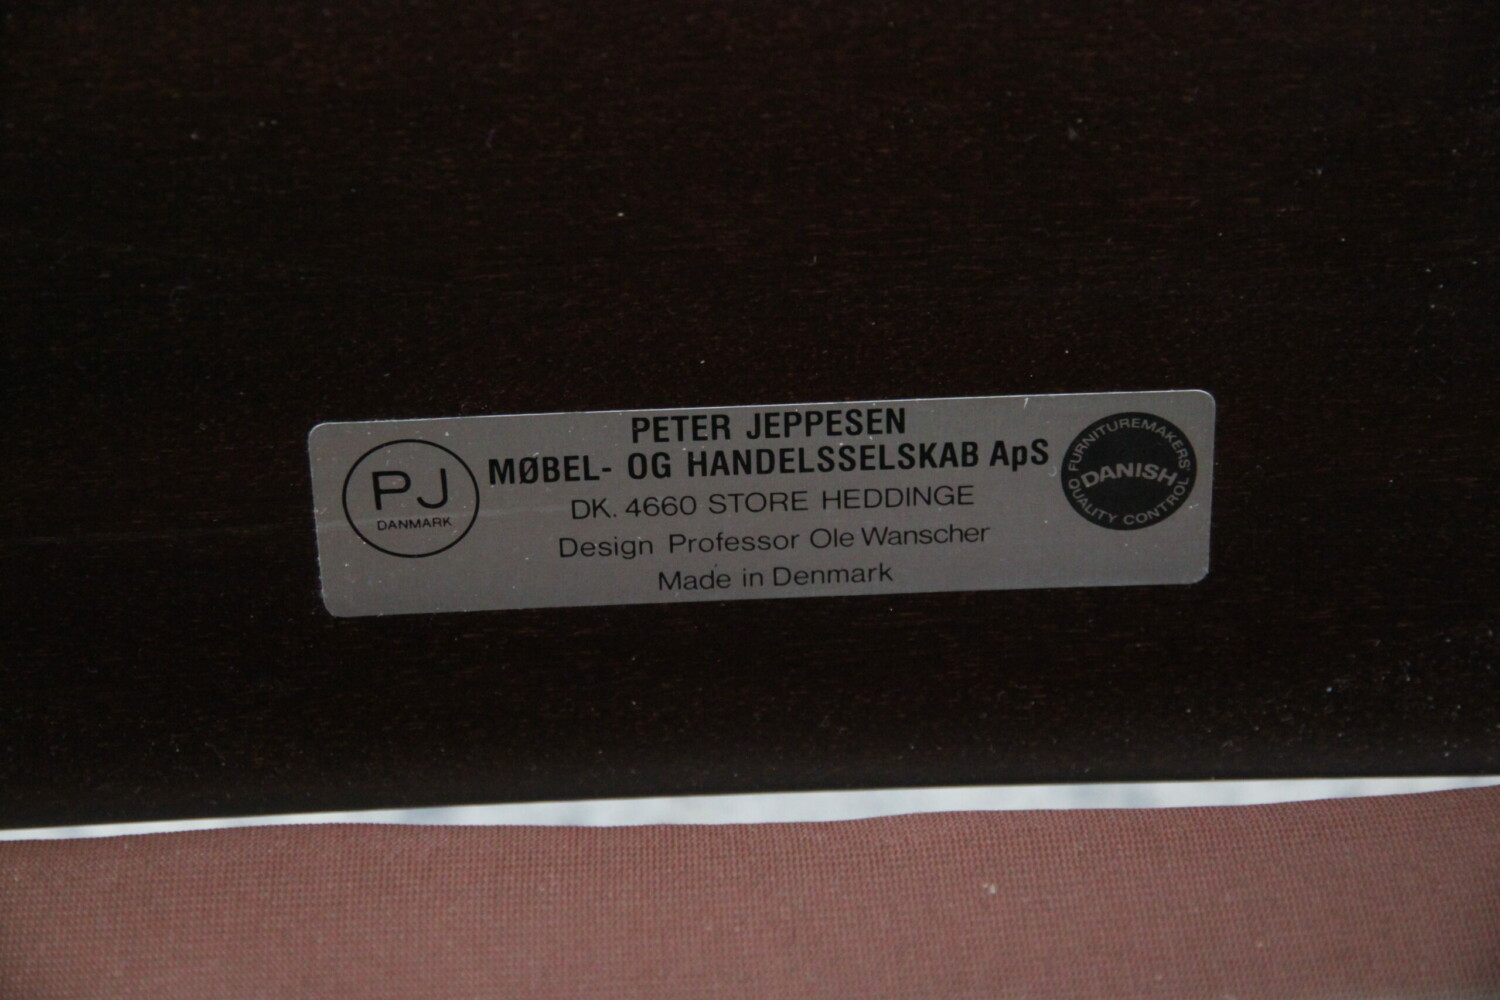 PJ
DANMARK
PETER JEPPESEN
MØBEL- OG HANDELSSELSKAB ApS
DK. 4660 STORE HEDDINGE
Design Professor Ole Wanscher
Made in Denmark
FURNITUREMAKERS'
DANISH
QUALITY CONTROL